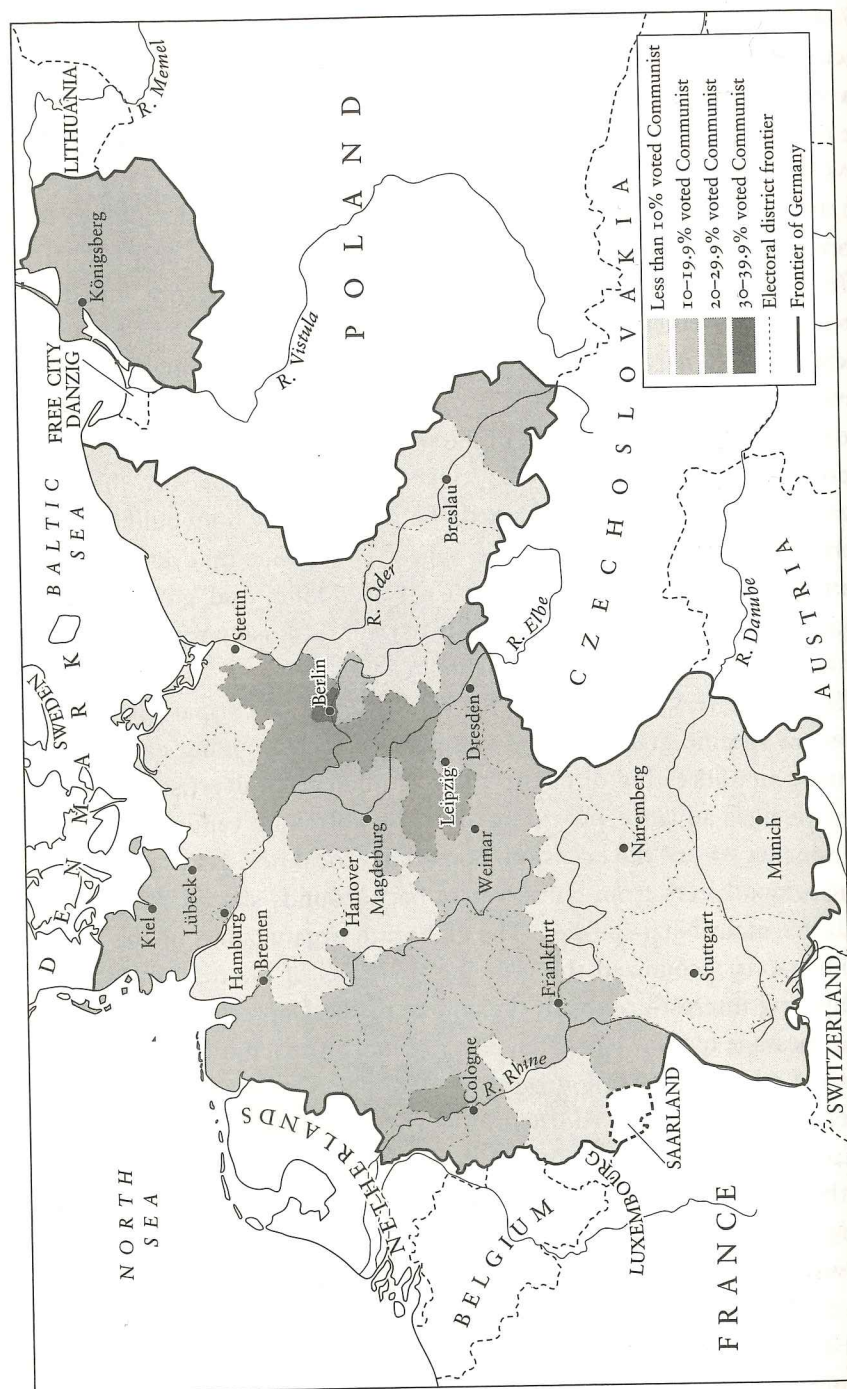 NORTH
SEA
DENMARK
SWEDEN
BALTIC
SEA
FREE CITY
DANZIG
LITHUANIA
R. Memel
Königsberg
Kiel
Lübeck
Hamburg
Bremen
Stettin
R. Vistula
POLAND
NETHERLANDS
Hanover
Magdeburg
Berlin
R. Oder
Breslau
BELGIUM
Cologne
R. Rhine
Weimar
Leipzig
Dresden
R. Elbe
CZECHOSLOVAKIA
LUXEMBOURG
Frankfurt
SAARLAND
Nuremberg
FRANCE
Stuttgart
Munich
R. Danube
AUSTRIA
SWITZERLAND
Less than 10% voted Communist
10–19.9% voted Communist
20–29.9% voted Communist
30–39.9% voted Communist
Electoral district frontier
Frontier of Germany